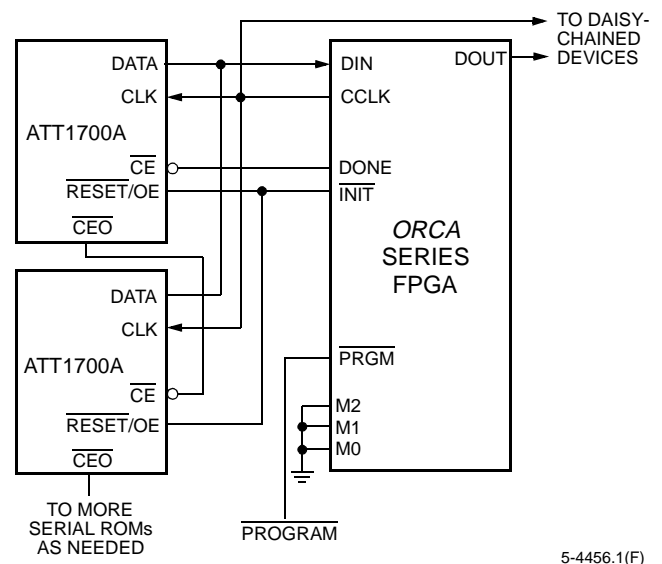 TO DAISY-
CHAINED
DEVICES
DATA
CLK
ATT1700A
CE
RESET/OE
CEO
DIN
DOUT
CCLK
DONE
INIT
ORCA
SERIES
FPGA
PRGM
M2
M1
M0
DATA
CLK
ATT1700A
CE
RESET/OE
CEO
TO MORE
SERIAL ROMs
AS NEEDED
PROGRAM
5-4456.1(F)